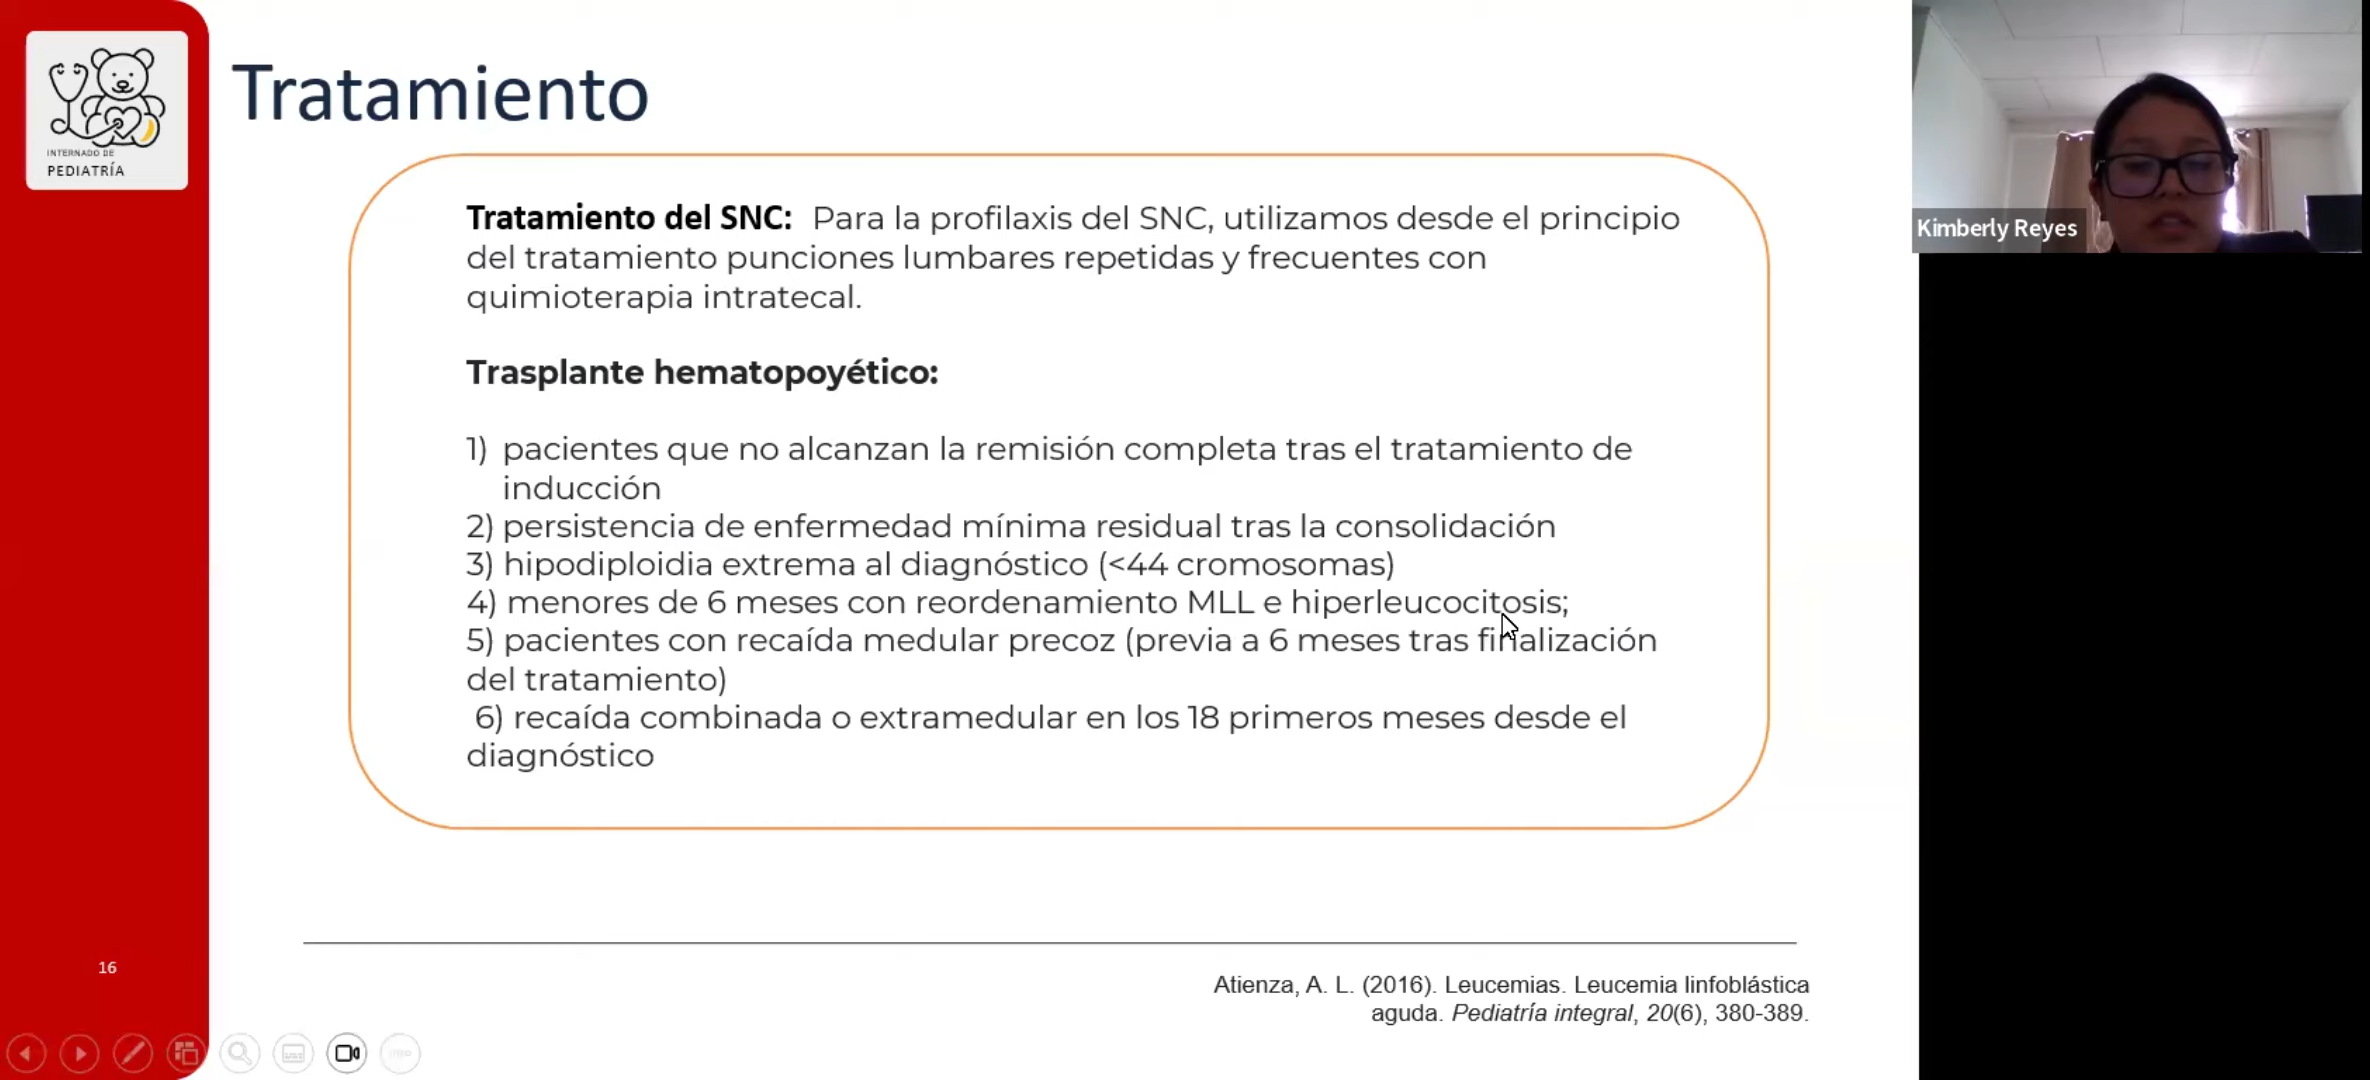 INTERNADO DE
PEDIATRÍA
Tratamiento
Tratamiento del SNC: Para la profilaxis del SNC, utilizamos desde el principio
del tratamiento punciones lumbares repetidas y frecuentes con
quimioterapia intratecal.
Trasplante hematopoyético:
1) pacientes que no alcanzan la remisión completa tras el tratamiento de
inducción
2) persistencia de enfermedad mínima residual tras la consolidación
3) hipodiploidia extrema al diagnóstico (<44 cromosomas)
4) menores de 6 meses con reordenamiento MLL e hiperleucocitosis;
5) pacientes con recaída medular precoz (previa a 6 meses tras finalización
del tratamiento)
6) recaída combinada o extramedular en los 18 primeros meses desde el
diagnóstico
16
Atienza, A. L. (2016). Leucemias. Leucemia linfoblástica
aguda. Pediatría integral, 20(6), 380-389.
Kimberly Reyes